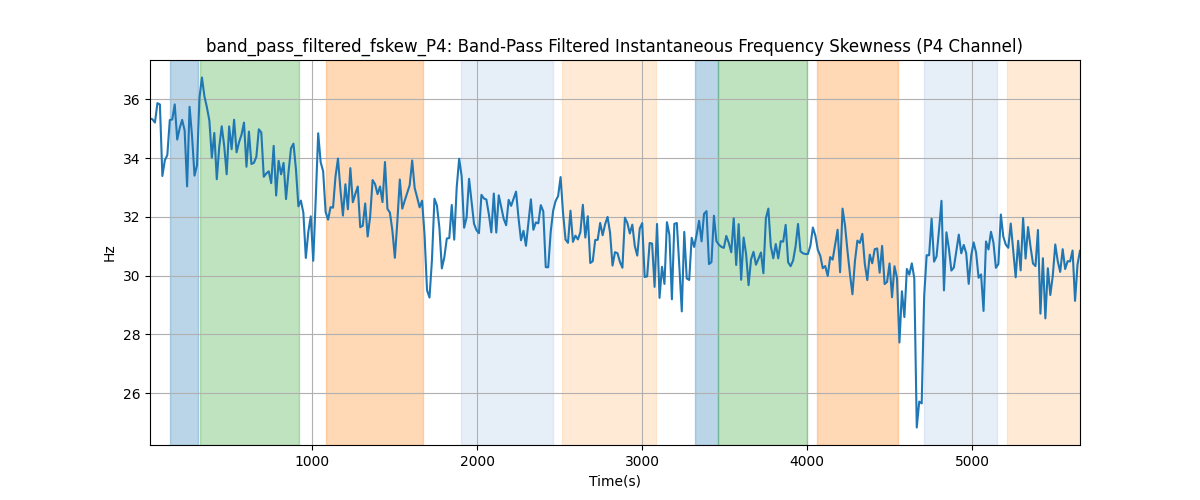 band_pass_filtered_fskew_P4: Band-Pass Filtered Instantaneous Frequency Skewness (P4 Channel)
36
34
32
30
28
26
Hz
1000 2000 3000 4000 5000
Time(s)